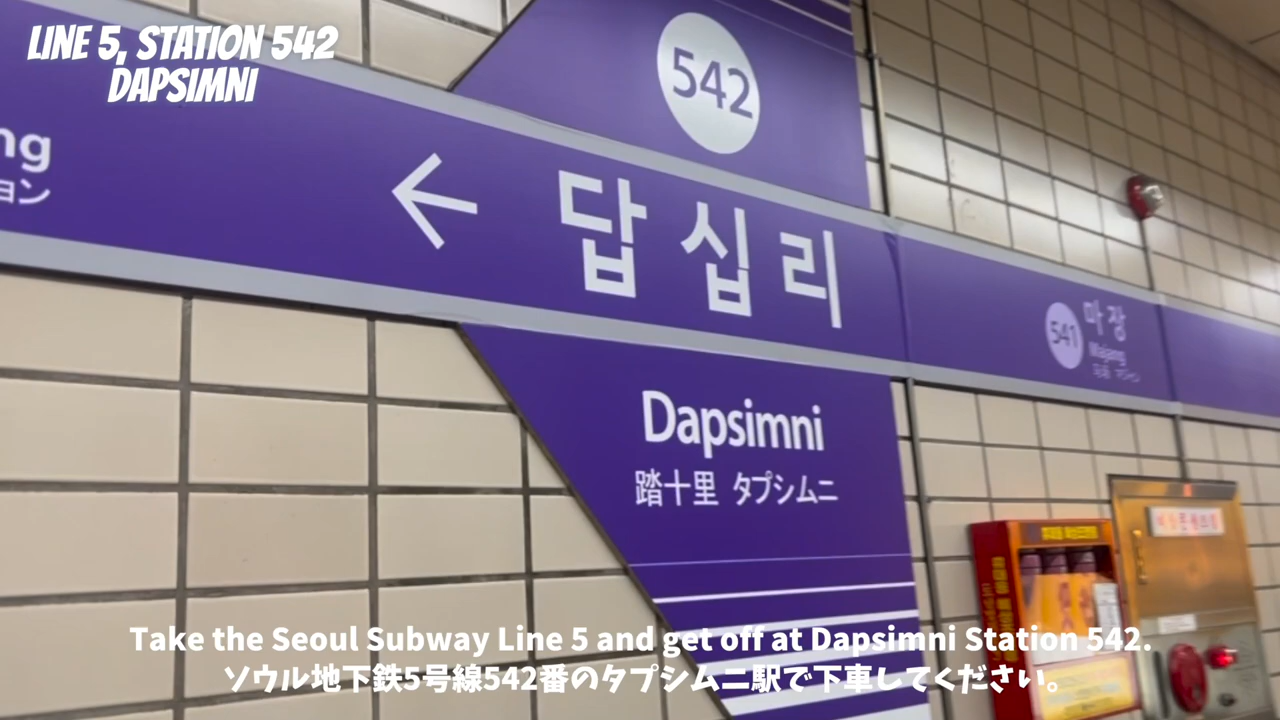 LINE 5, STATION 542
DAPSIMNI
542
ng
ョン
← 답십리
541 마장
Majang
Dapsimni
踏十里 タプシムニ
Take the Seoul Subway Line 5 and get off at Dapsimni Station 542.
ソウル地下鉄5号線542番のタプシムニ駅で下車してください。